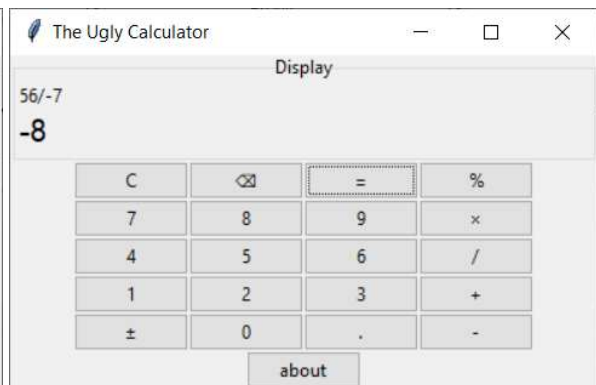 The Ugly Calculator
Display
56/-7
-8
C ⌫ = %
7 8 9 ×
4 5 6 /
1 2 3 +
± 0 . -
about